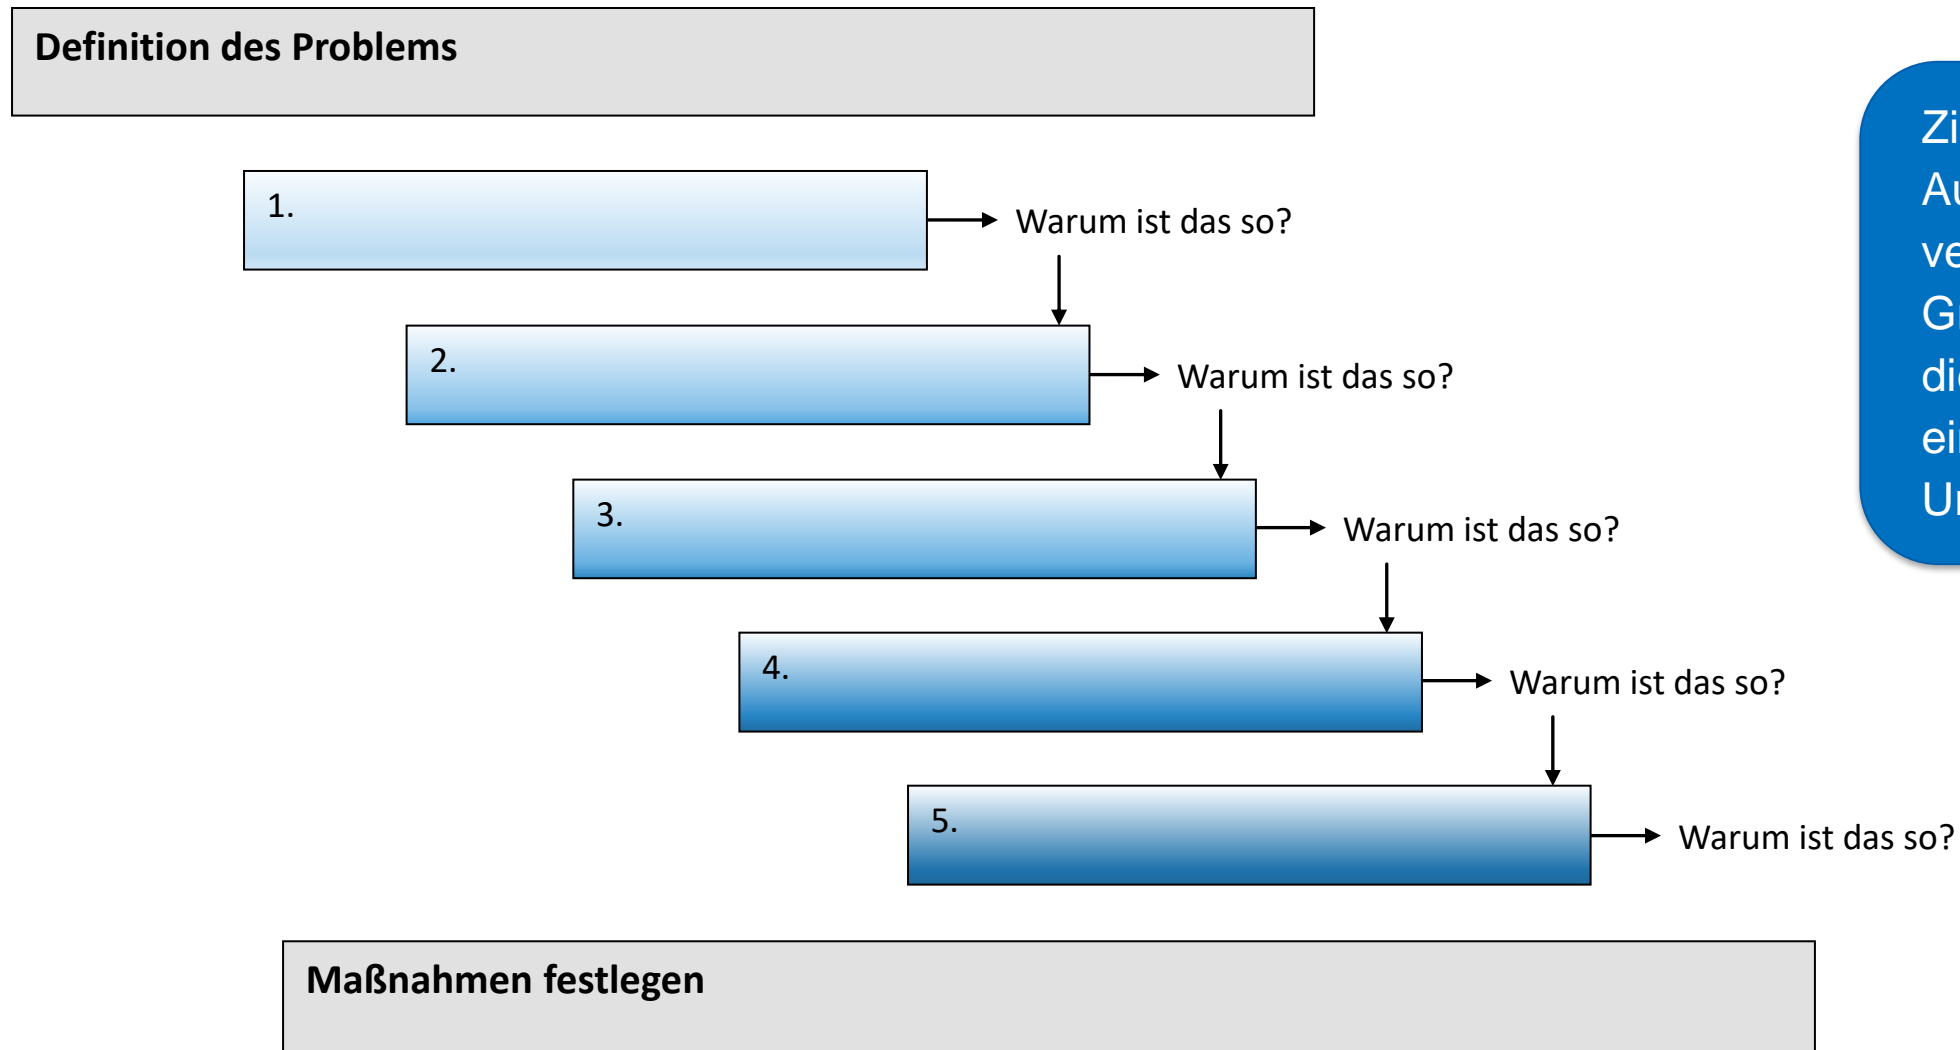 Definition des Problems
1.
Warum ist das so?
2.
Warum ist das so?
3.
Warum ist das so?
4.
Warum ist das so?
5.
Warum ist das so?
Maßnahmen festlegen